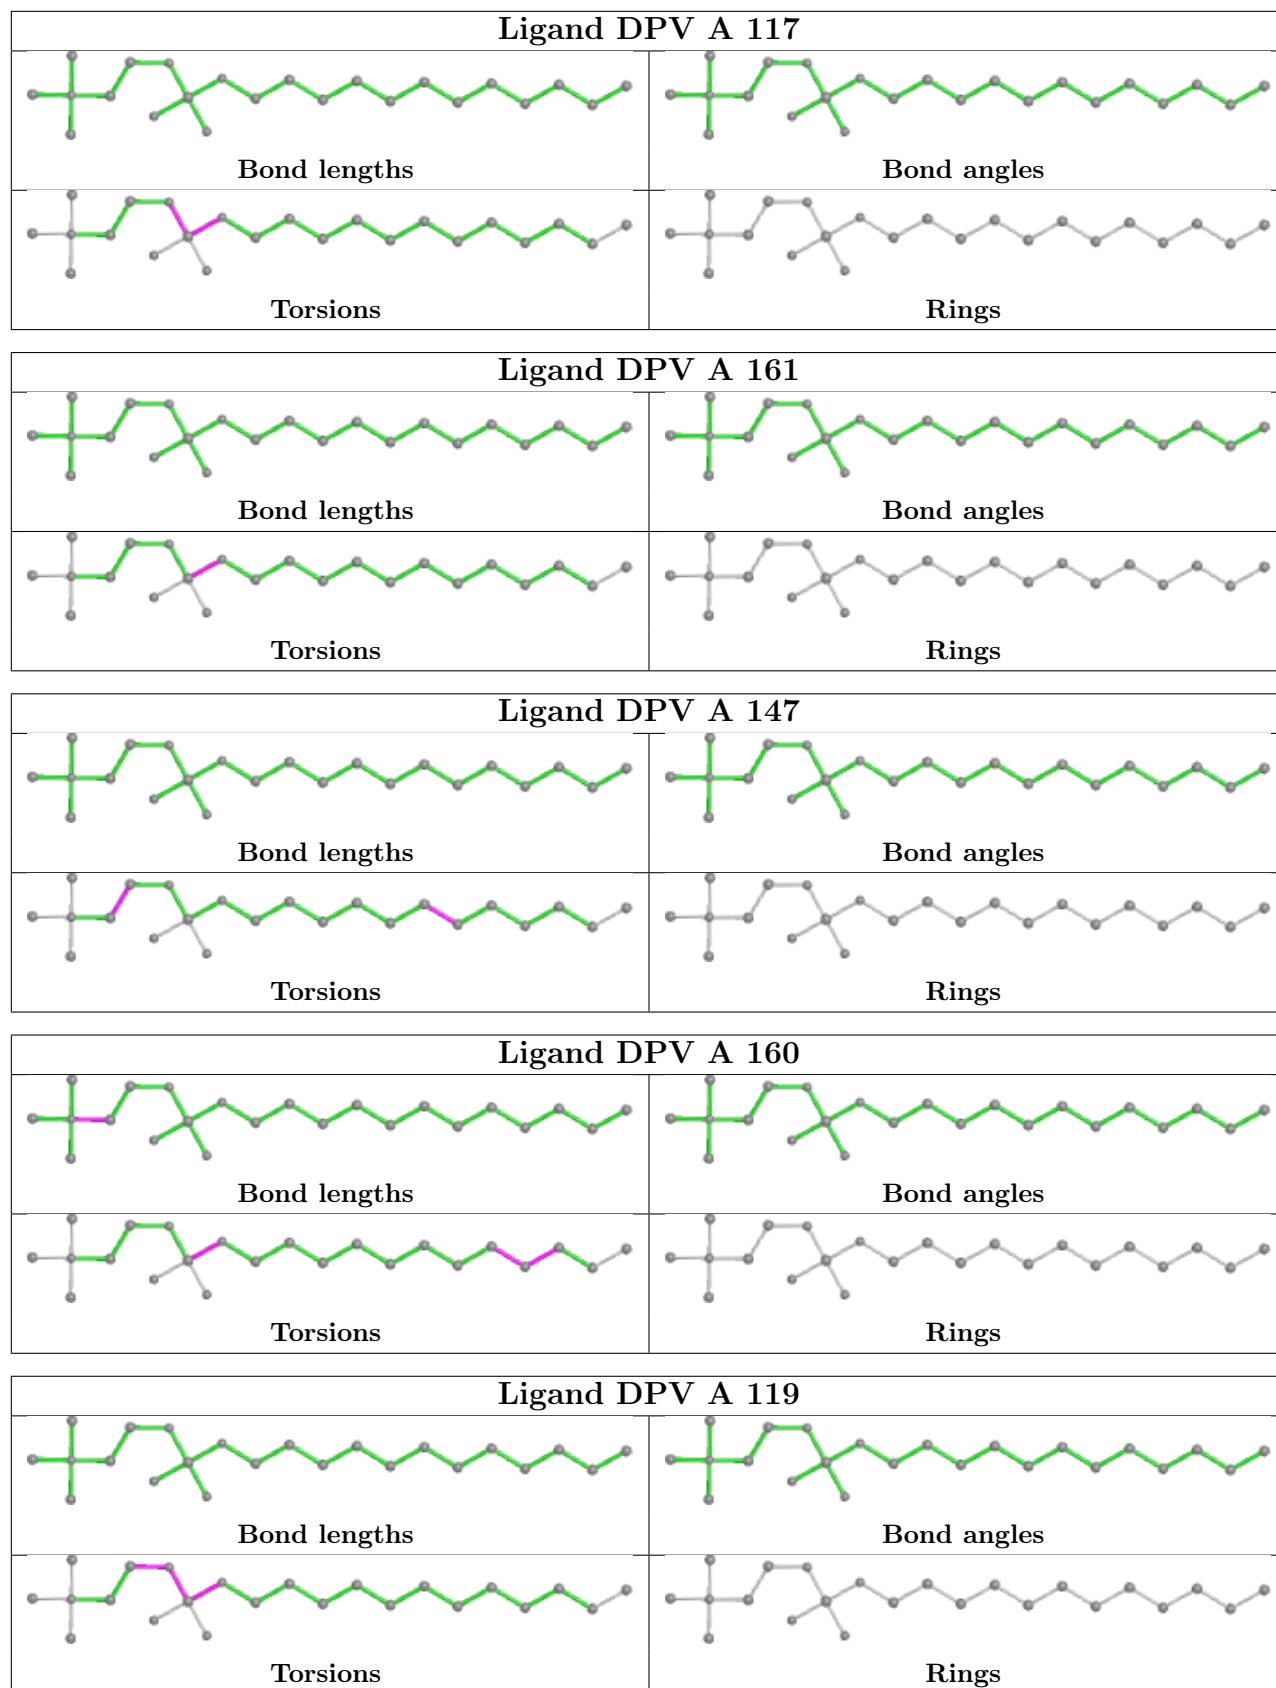 Ligand DPV A 117
Bond lengths
Bond angles
Torsions
Rings
Ligand DPV A 161
Bond lengths
Bond angles
Torsions
Rings
Ligand DPV A 147
Bond lengths
Bond angles
Torsions
Rings
Ligand DPV A 160
Bond lengths
Bond angles
Torsions
Rings
Ligand DPV A 119
Bond lengths
Bond angles
Torsions
Rings